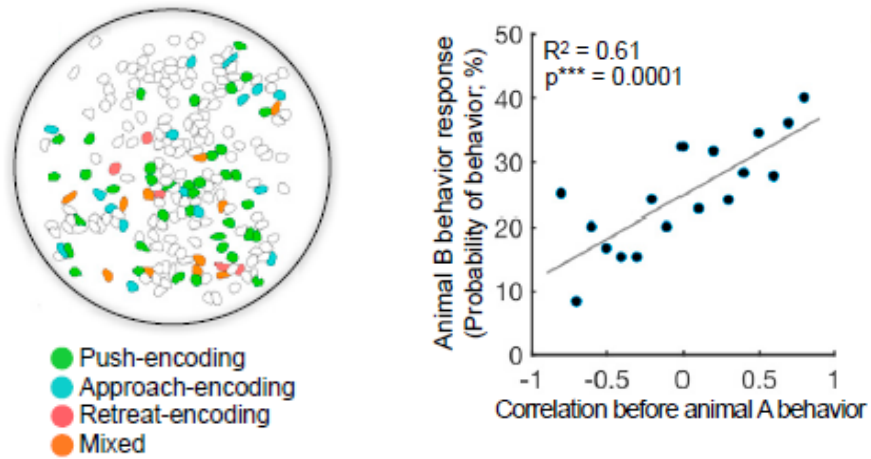 Push-encoding
Approach-encoding
Retreat-encoding
Mixed
Animal B behavior response
(Probability of behavior; %)
50
40
30
20
10
0
R² = 0.61
p*** = 0.0001
-1 -0.5 0 0.5 1
Correlation before animal A behavior